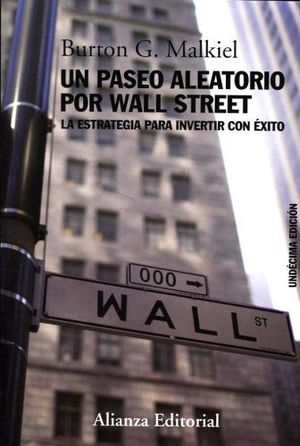 Burton G. Malkiel
UN PASEO ALEATORIO
POR WALL STREET
LA ESTRATEGIA PARA INVERTIR CON ÉXITO
UNDÉCIMA EDICIÓN
000 →
WALL ST
Alianza Editorial